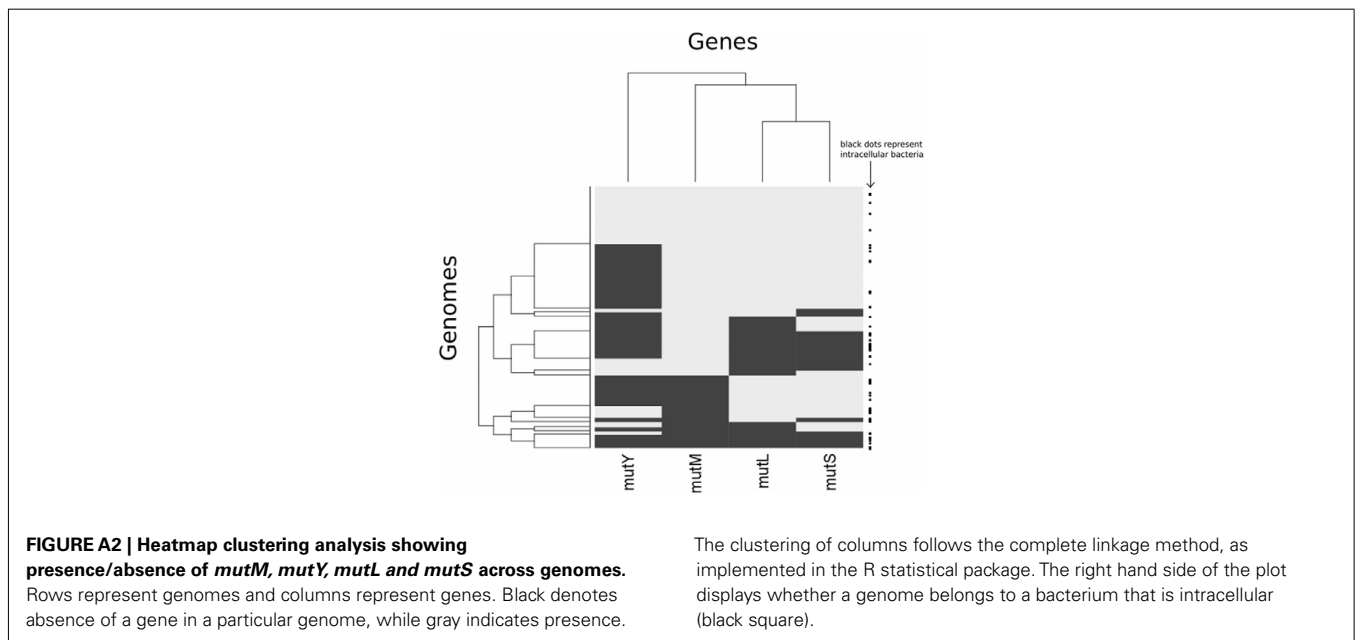 Genes
black dots represent
intracellular bacteria
Genomes
mutY
mutM
mutL
mutS
FIGURE A2 | Heatmap clustering analysis showing
presence/absence of mutM, mutY, mutL and mutS across genomes.
Rows represent genomes and columns represent genes. Black denotes
absence of a gene in a particular genome, while gray indicates presence.
The clustering of columns follows the complete linkage method, as
implemented in the R statistical package. The right hand side of the plot
displays whether a genome belongs to a bacterium that is intracellular
(black square).